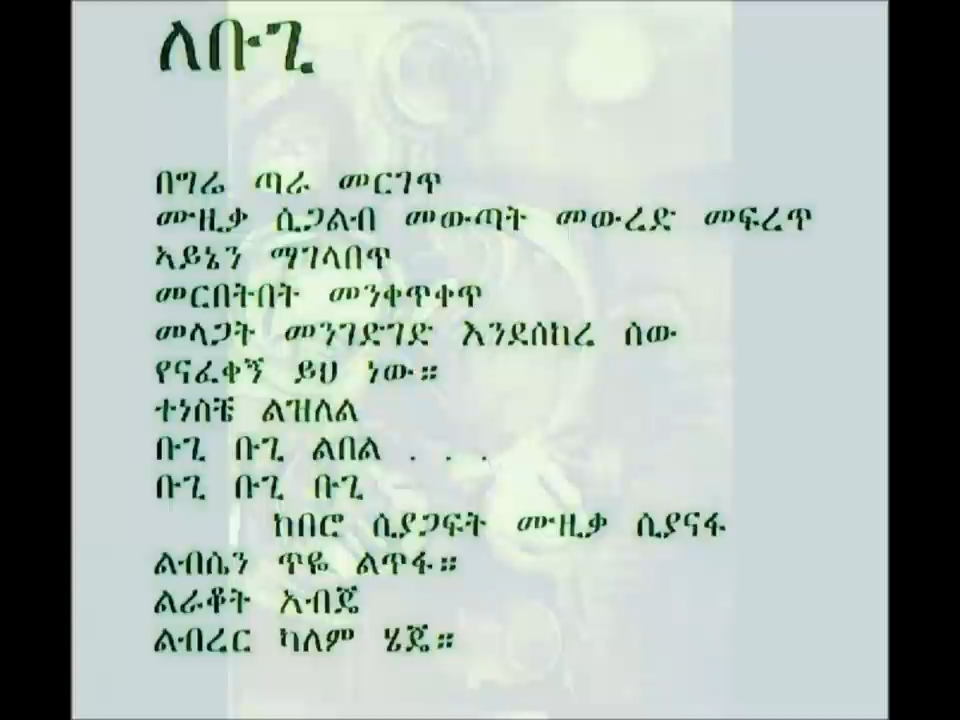 ለቡጊ
በግሬ ጣራ መርገጥ
ሙዚቃ ሲጋልብ መውጣት መውረድ መፍረጥ
ኣይኔን ማገላበጥ
መርበትበት መንቀጥቀጥ
መላጋት መንገድገድ እንደሰከረ ሰው
የናፈቀኝ ይህ ነው።
ተነስቼ ልዝለል
ቡጊ ቡጊ ልበል . . .
ቡጊ ቡጊ ቡጊ
ከበሮ ሲያጋፍት ሙዚቃ ሲያናፋ
ልብሴን ጥዬ ልጥፋ።
ልራቆት አብጄ
ልብረር ካለም ሄጄ።